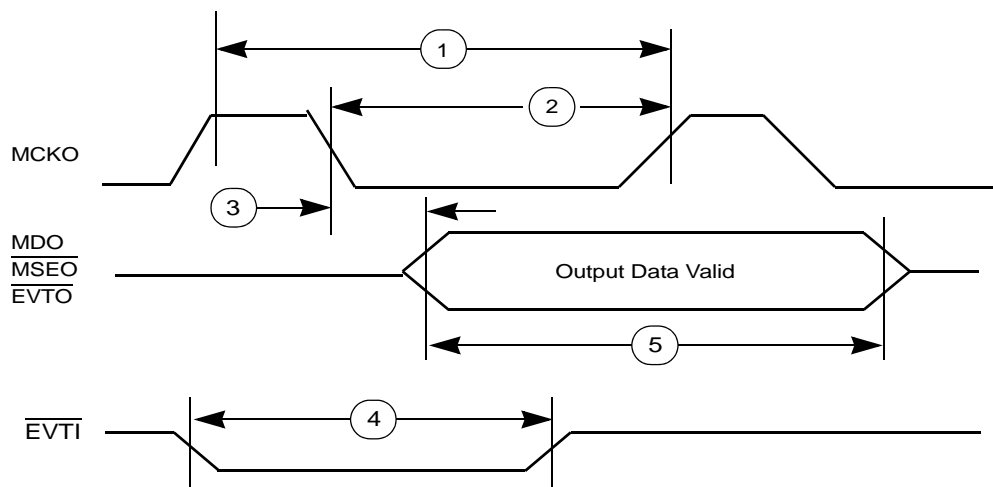 1
2
MCKO
3
MDO
MSEO
EVTO
Output Data Valid
5
4
EVTI